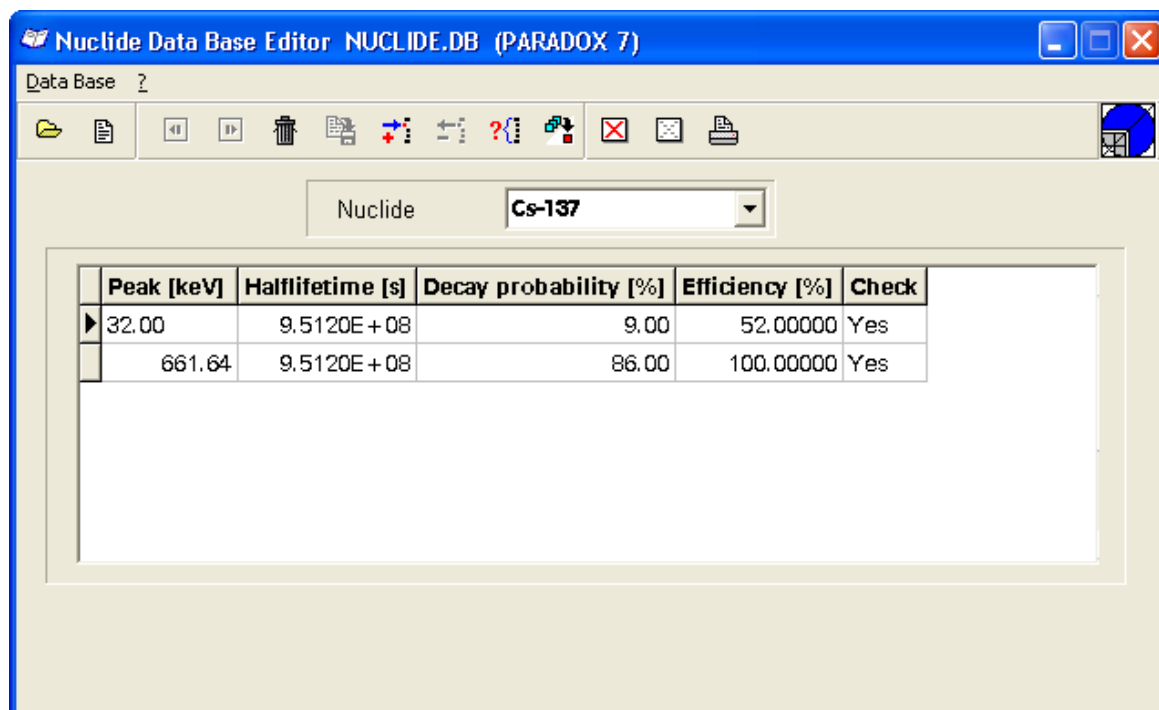 Nuclide Data Base Editor NUCLIDE.DB (PARADOX 7)
Data Base ?
Nuclide Cs-137
Peak [keV] Halflifetime [s] Decay probability [%] Efficiency [%] Check
32.00 9.5120E+08 9.00 52.00000 Yes
661.64 9.5120E+08 86.00 100.00000 Yes